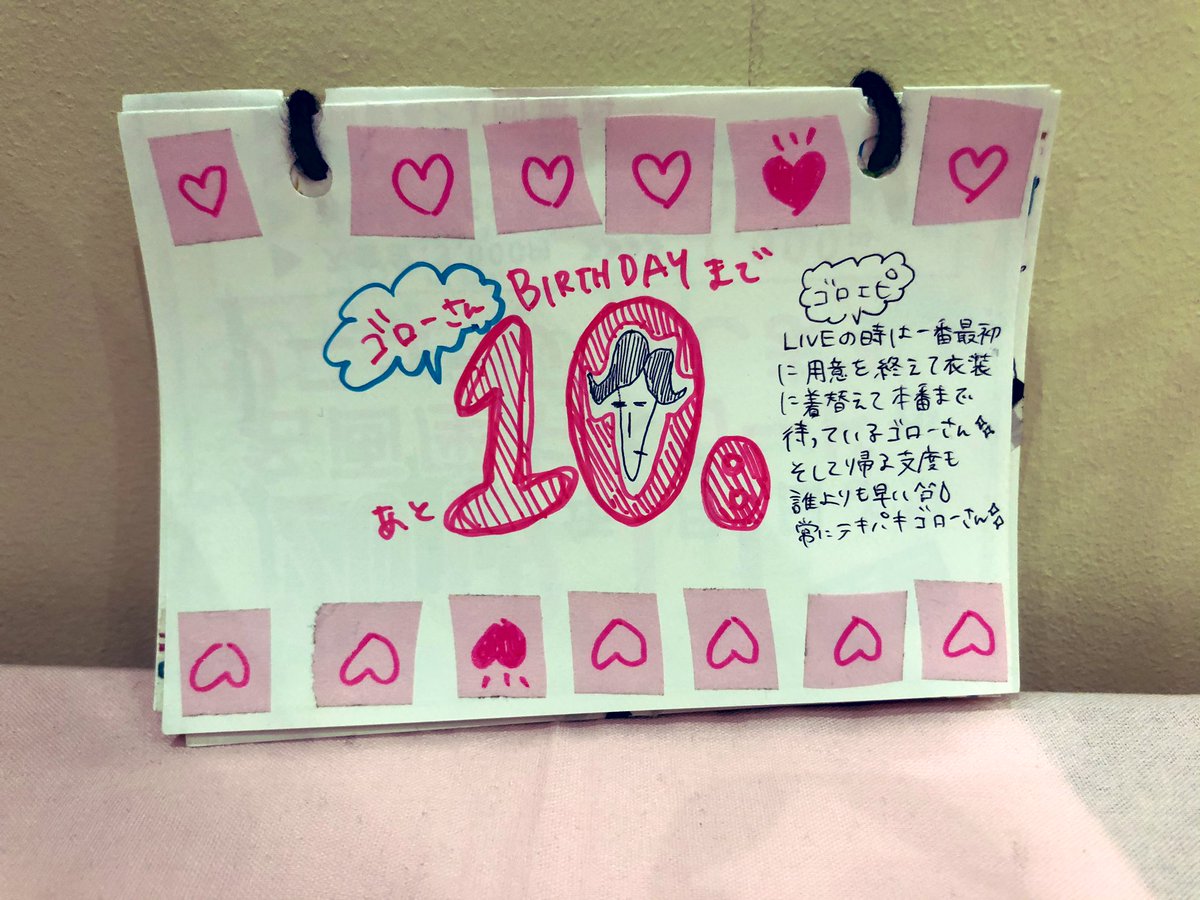 ゴローさん
BIRTHDAYまで
あと10日
ゴロエピ
LIVEの時は一番最初
に用意を終えて衣装
に着替えて本番まで
待っているゴローさん
そして帰る支度も
誰よりも早い
常にテキパキゴローさん